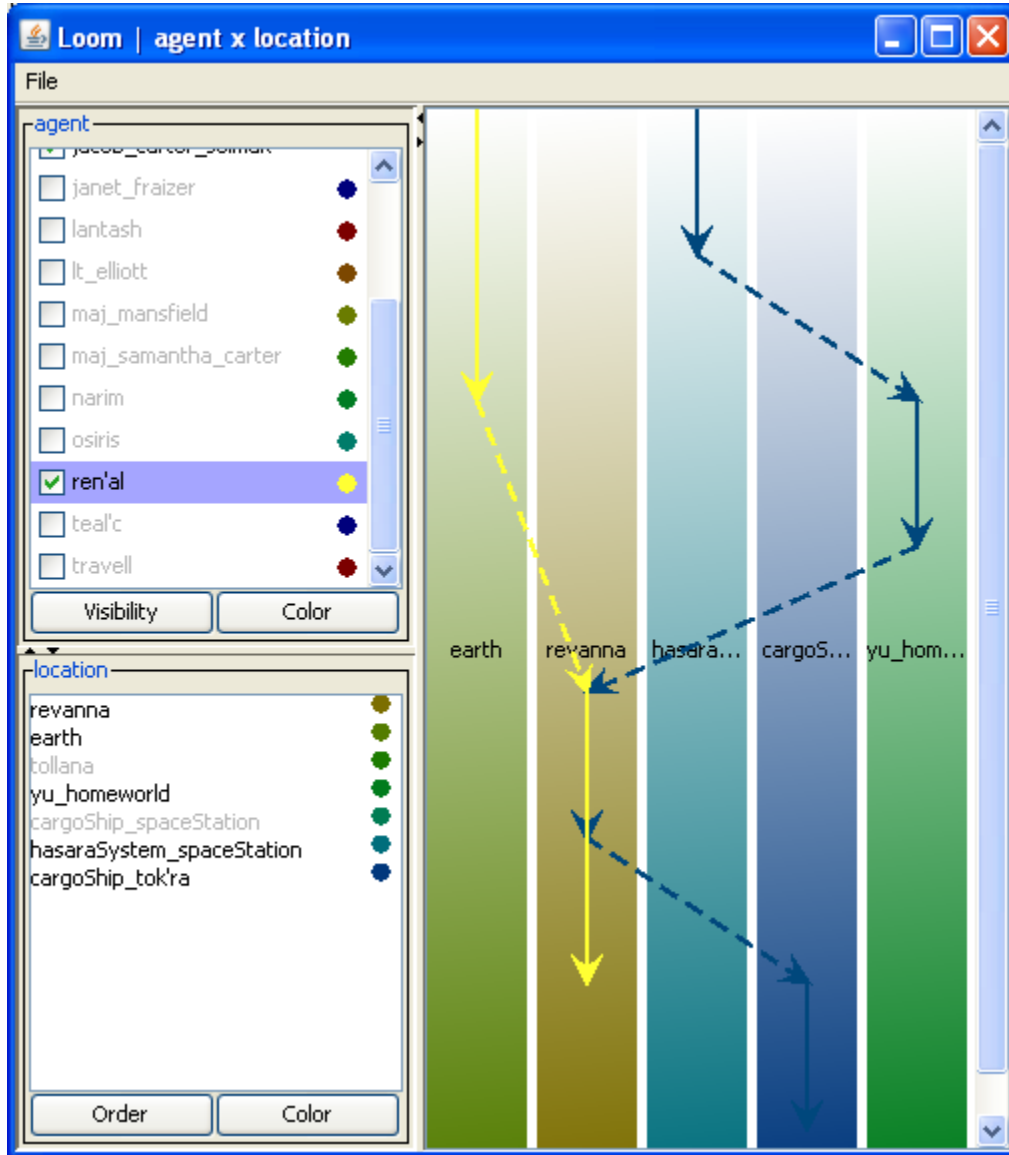 Loom | agent x location
File
agent
jacob_carter_selmak
janet_fraizer
lantash
lt_elliott
maj_mansfield
maj_samantha_carter
narim
osiris
ren'al
teal'c
travell
Visibility Color
location
revanna
earth
tollana
yu_homeworld
cargoShip_spaceStation
hasaraSystem_spaceStation
cargoShip_tok'ra
Order Color
earth revanna hasara... cargoS... yu_hom...